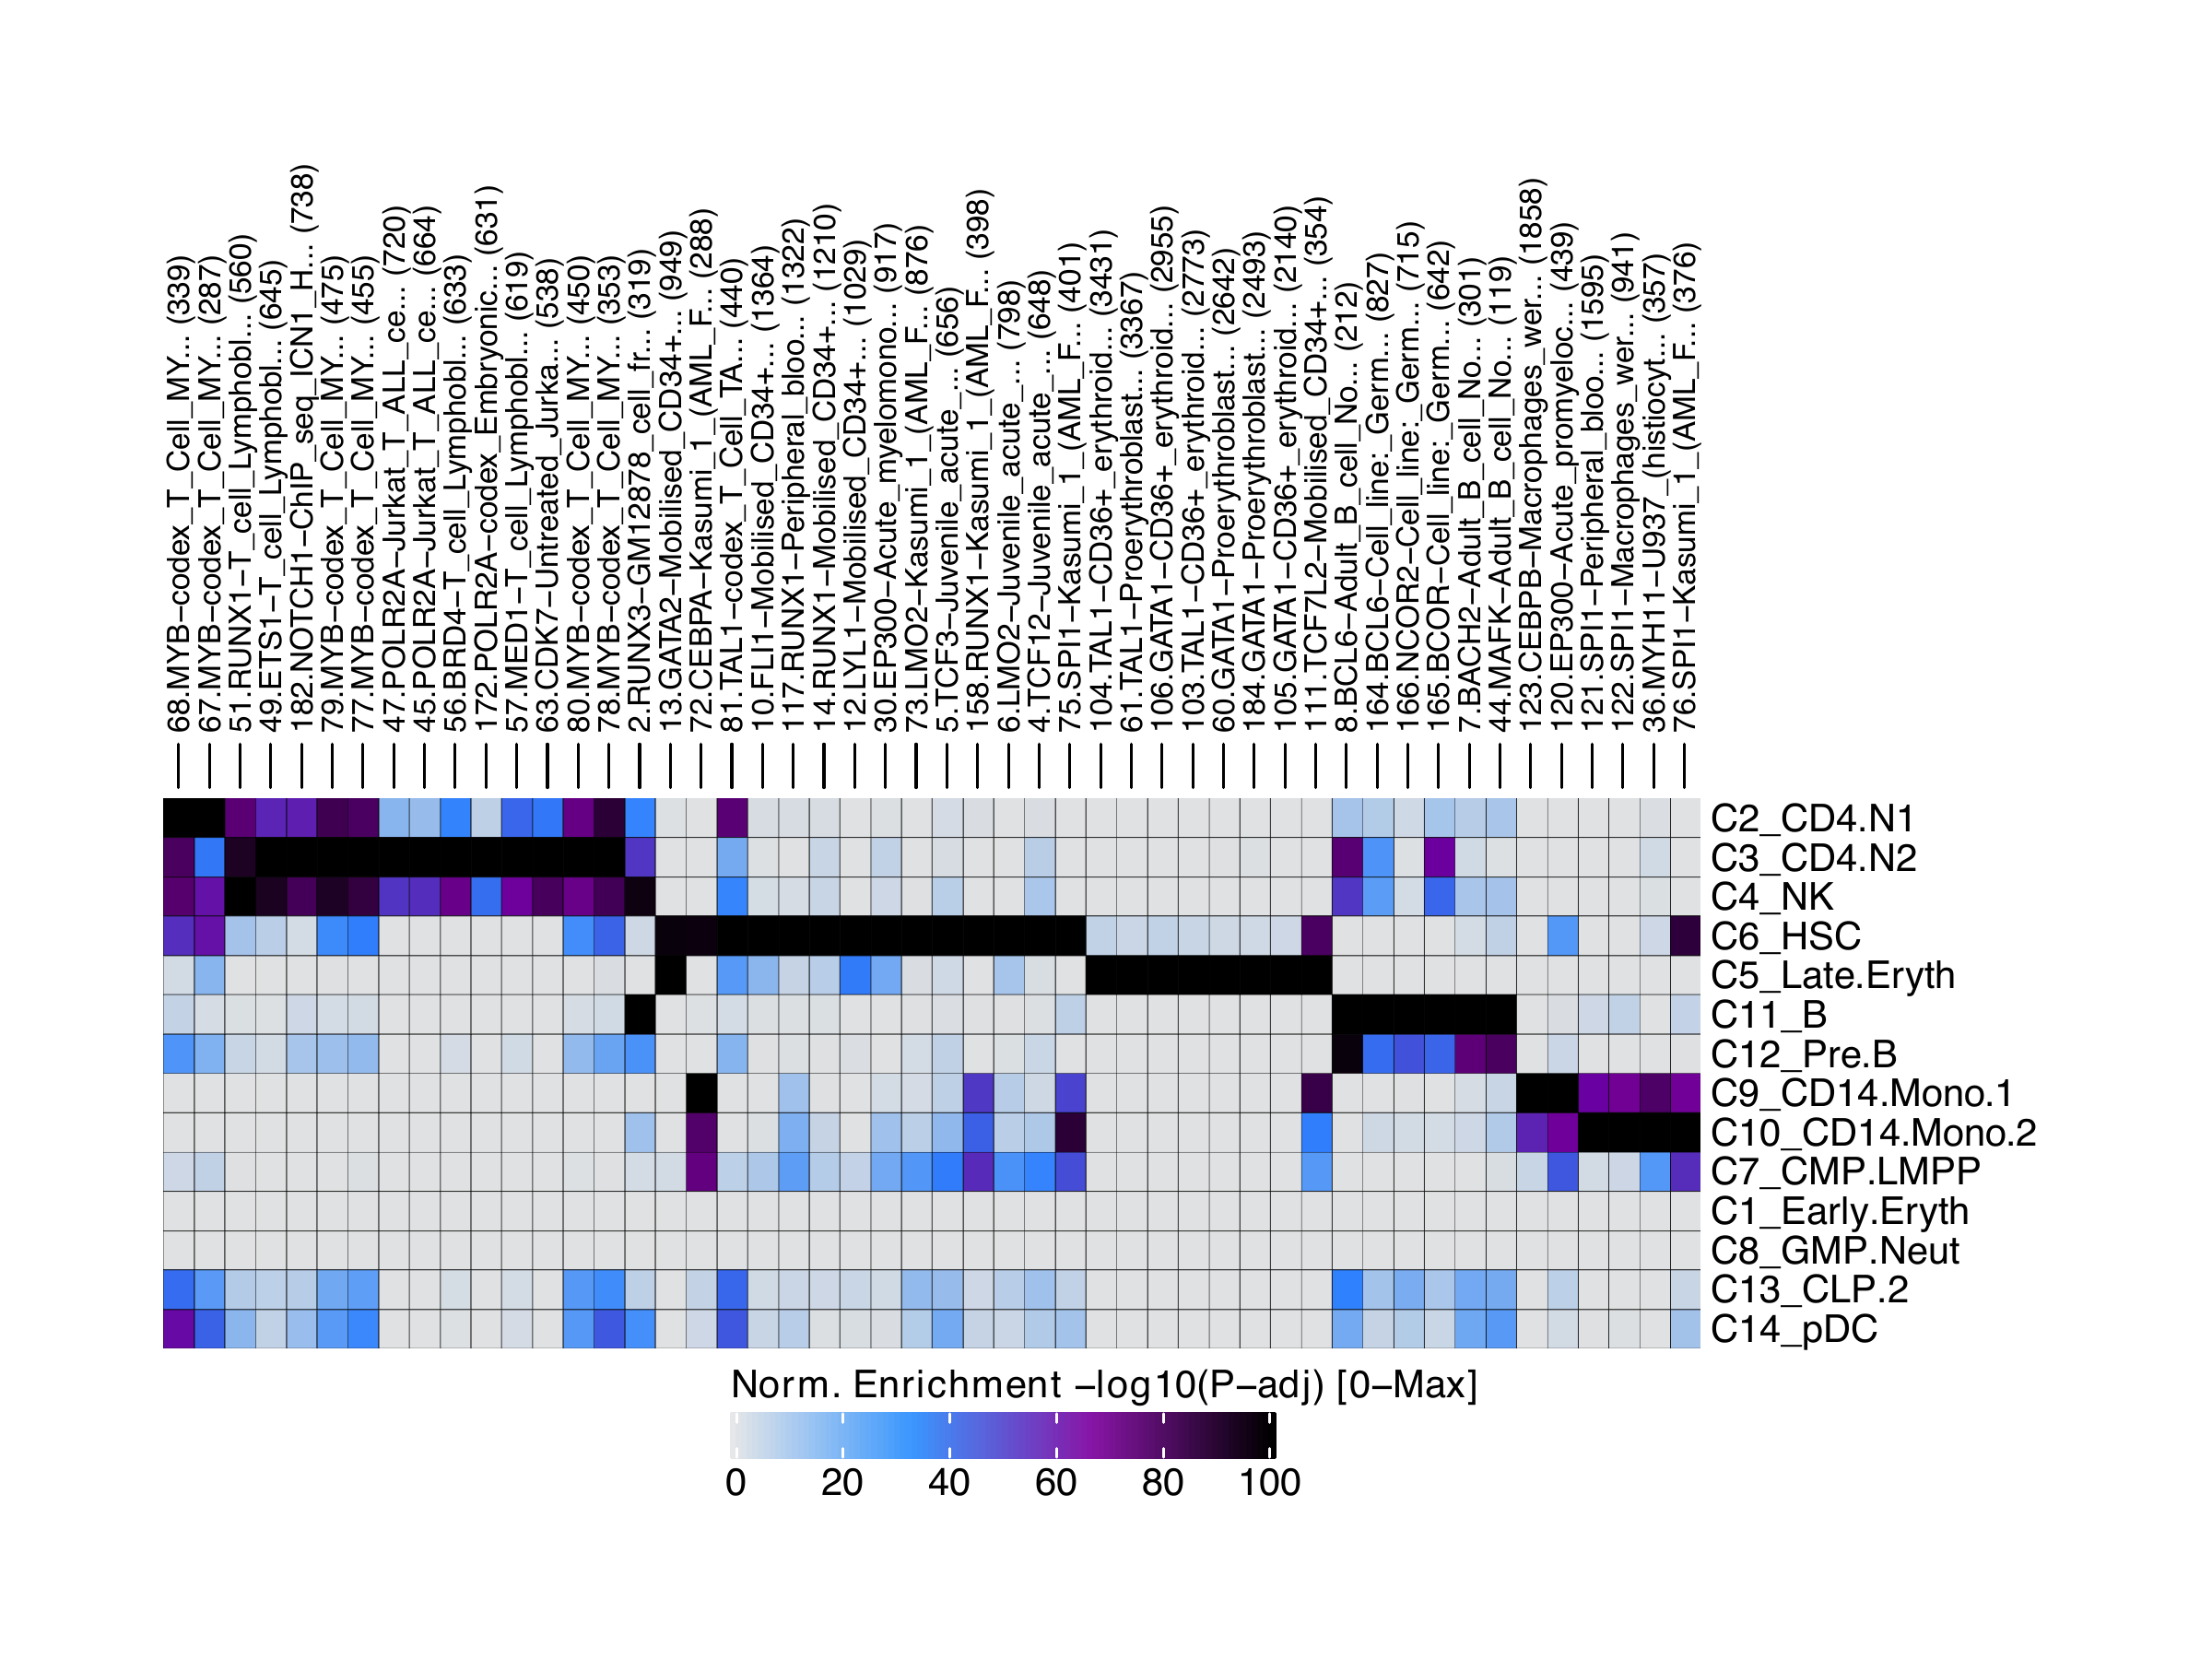 68.MYB−codex_T_Cell_MY... (339)
67.MYB−codex_T_Cell_MY... (287)
51.RUNX1−T_cell_Lymphobl... (560)
49.ETS1−T_cell_Lymphobl... (645)
182.NOTCH1−ChIP_seq_ICN1_H... (738)
79.MYB−codex_T_Cell_MY... (475)
77.MYB−codex_T_Cell_MY... (455)
47.POLR2A−Jurkat_T_ALL_ce... (720)
45.POLR2A−Jurkat_T_ALL_ce... (664)
56.BRD4−T_cell_Lymphobl... (633)
172.POLR2A−codex_Embryonic... (631)
57.MED1−T_cell_Lymphobl... (619)
63.CDK7−Untreated_Jurka... (538)
80.MYB−codex_T_Cell_MY... (450)
78.MYB−codex_T_Cell_MY... (353)
2.RUNX3−GM12878_cell_fr... (319)
13.GATA2−Mobilised_CD34+... (949)
72.CEBPA−Kasumi_1_(AML_F... (288)
81.TAL1−codex_T_Cell_TA... (440)
10.FLI1−Mobilised_CD34+... (1364)
117.RUNX1−Peripheral_bloo... (1322)
14.RUNX1−Mobilised_CD34+... (1210)
12.LYL1−Mobilised_CD34+... (1029)
30.EP300−Acute_myelomono... (917)
73.LMO2−Kasumi_1_(AML_F... (876)
5.TCF3−Juvenile_acute_... (656)
158.RUNX1−Kasumi_1_(AML_F... (398)
6.LMO2−Juvenile_acute_... (798)
4.TCF12−Juvenile_acute_... (648)
75.SPI1−Kasumi_1_(AML_F... (401)
104.TAL1−CD36+_erythroid... (3431)
61.TAL1−Proerythroblast... (3367)
106.GATA1−CD36+_erythroid... (2955)
103.TAL1−CD36+_erythroid... (2773)
60.GATA1−Proerythroblast... (2642)
184.GATA1−Proerythroblast... (2493)
105.GATA1−CD36+_erythroid... (2140)
111.TCF7L2−Mobilised_CD34+... (354)
8.BCL6−Adult_B_cell_No... (212)
164.BCL6−Cell_line:_Germ... (827)
166.NCOR2−Cell_line:_Germ... (715)
165.BCOR−Cell_line:_Germ... (642)
7.BACH2−Adult_B_cell_No... (301)
44.MAFK−Adult_B_cell_No... (119)
123.CEBPB−Macrophages_wer... (1858)
120.EP300−Acute_promyeloc... (439)
121.SPI1−Peripheral_bloo... (1595)
122.SPI1−Macrophages_wer... (941)
36.MYH11−U937_(histiocyt... (357)
76.SPI1−Kasumi_1_(AML_F... (376)
C2_CD4.N1
C3_CD4.N2
C4_NK
C6_HSC
C5_Late.Eryth
C11_B
C12_Pre.B
C9_CD14.Mono.1
C10_CD14.Mono.2
C7_CMP.LMPP
C1_Early.Eryth
C8_GMP.Neut
C13_CLP.2
C14_pDC
Norm. Enrichment −log10(P−adj) [0−Max]
0 20 40 60 80 100